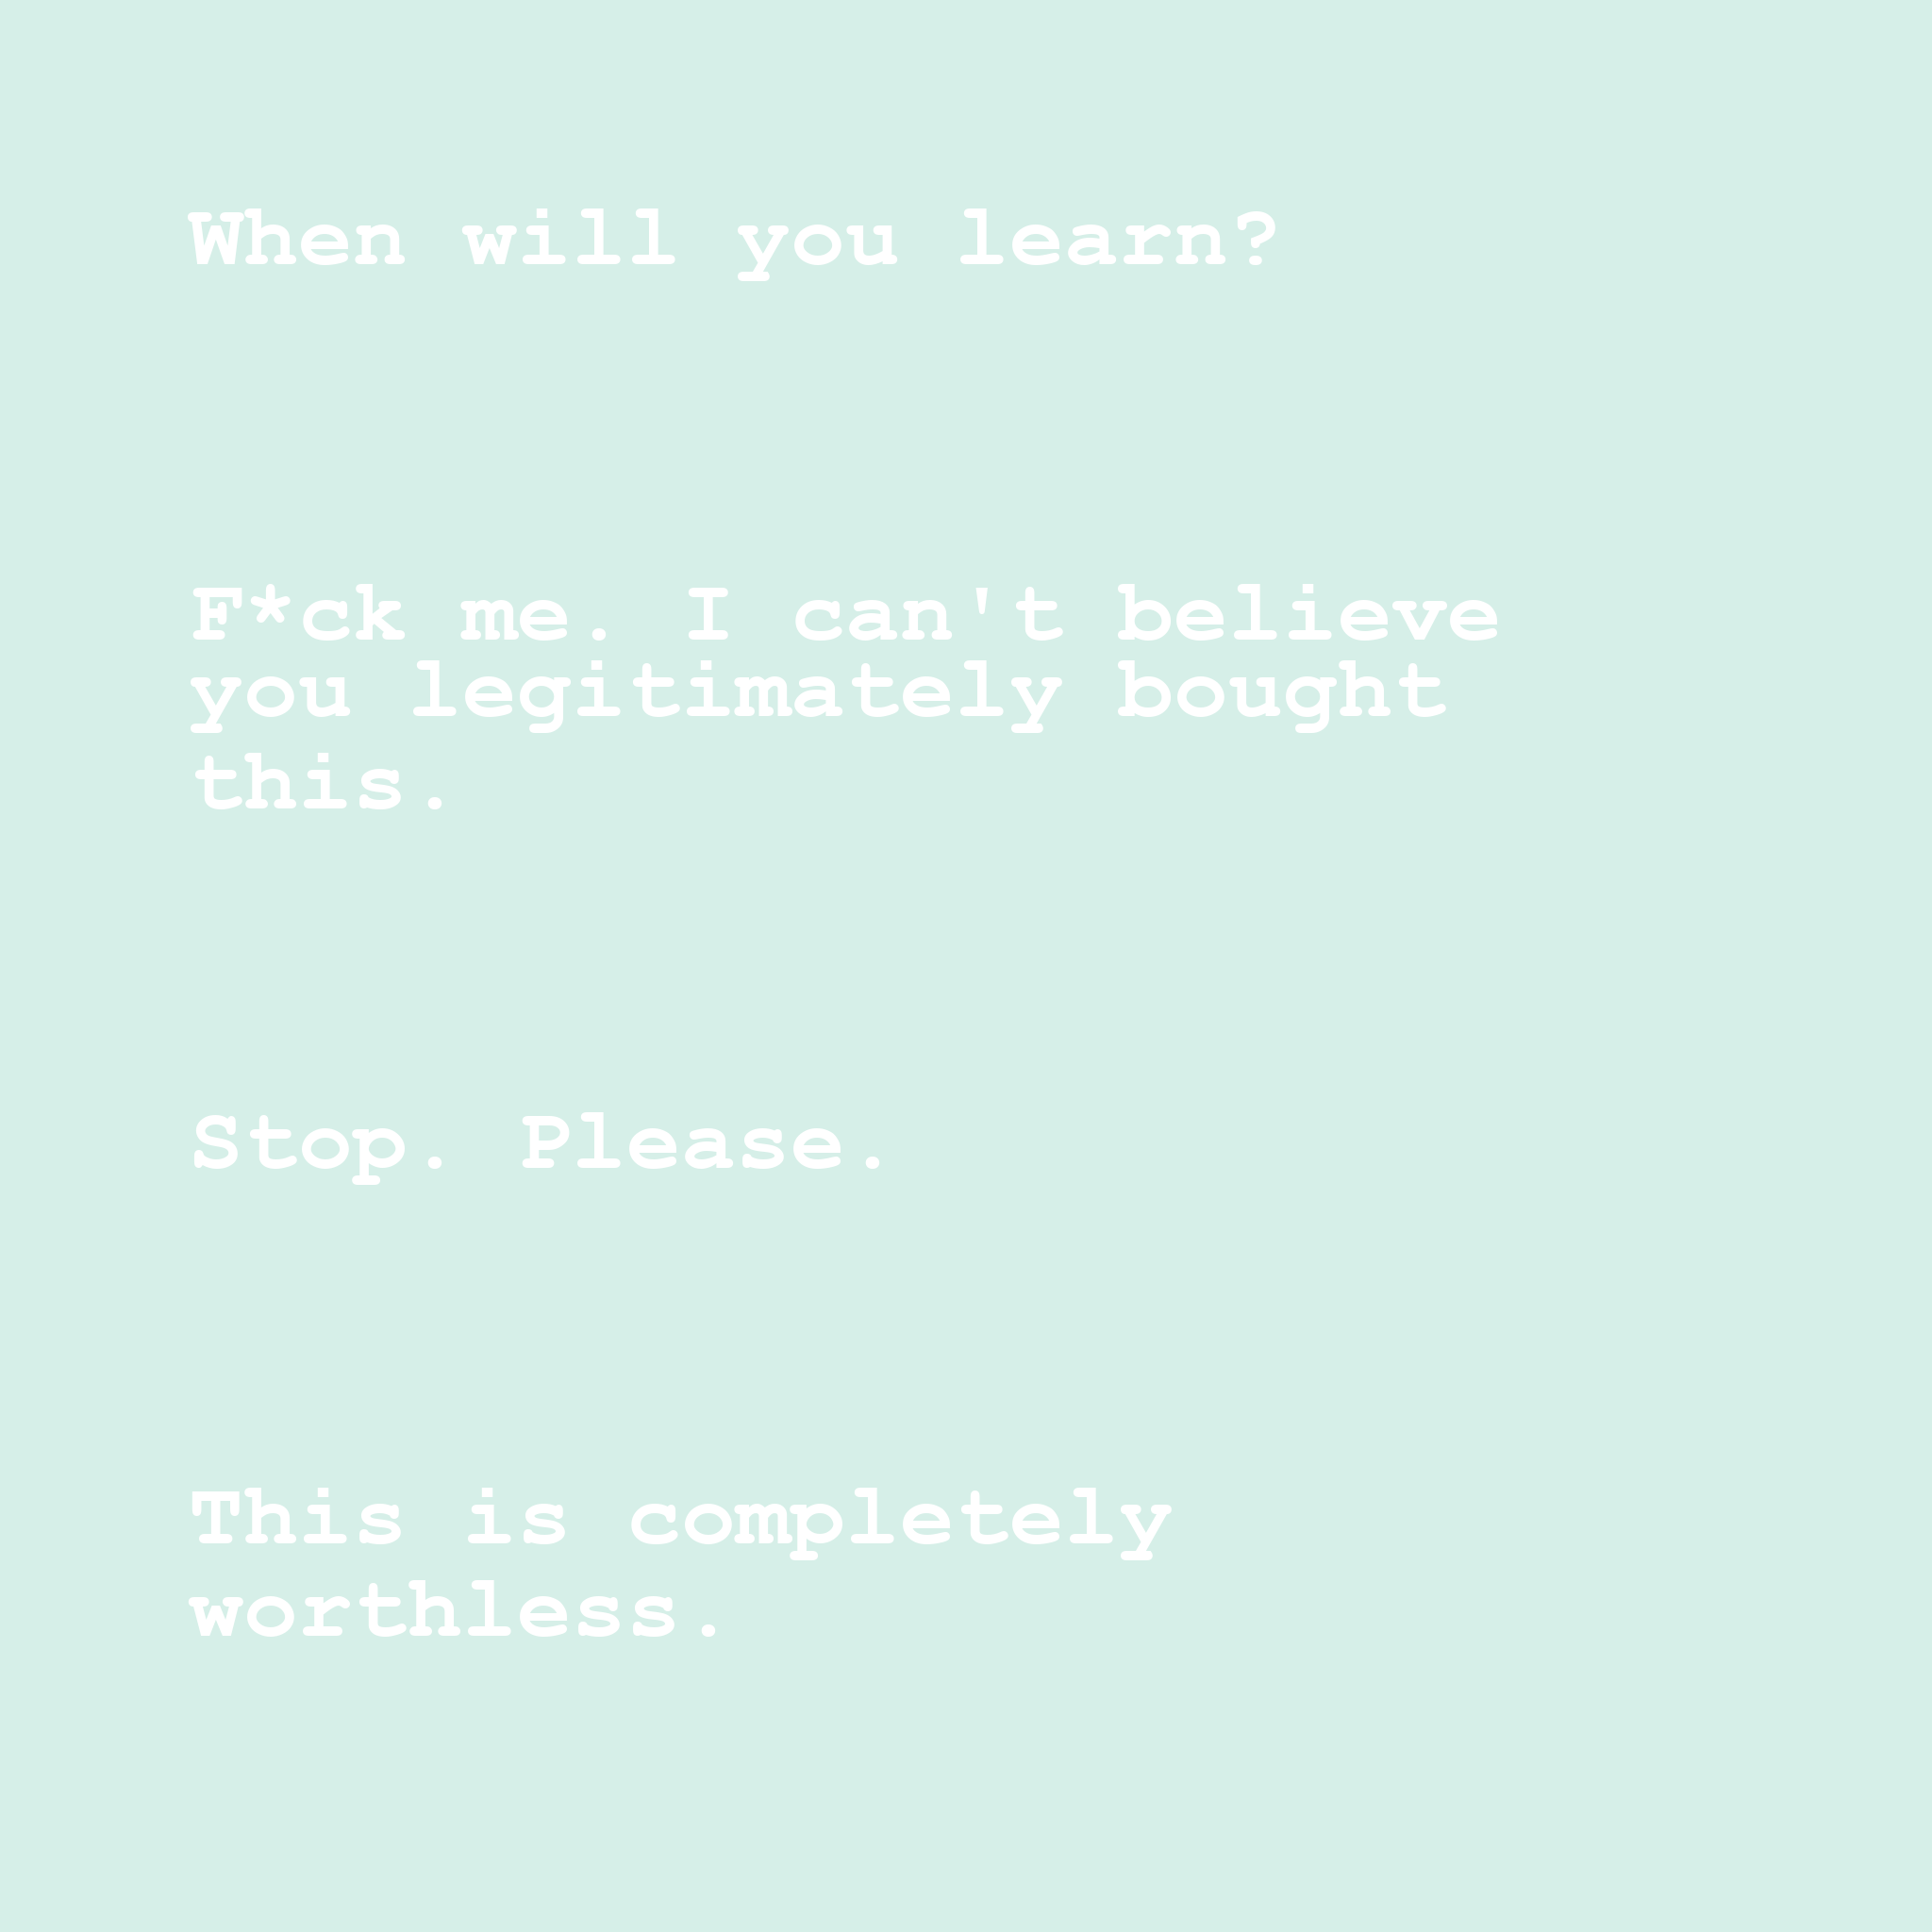 When will you learn?
F*ck me. I can't believe
you legitimately bought
this.
Stop. Please.
This is completely
worthless.